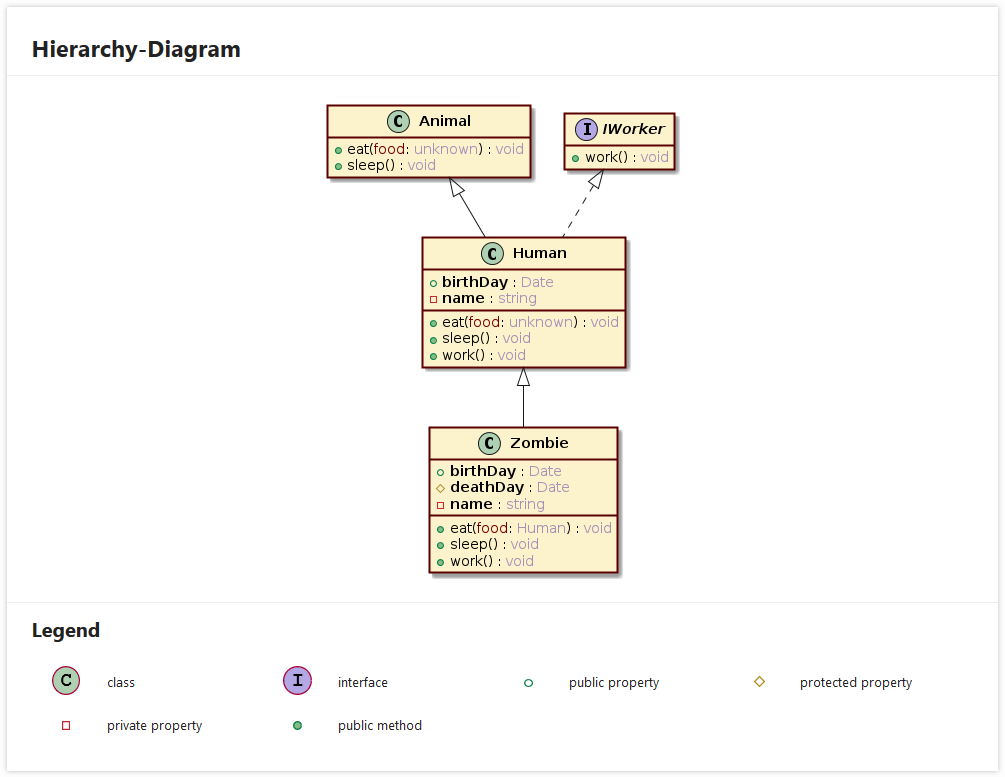 Hierarchy-Diagram
C Animal
eat(food: unknown) : void
sleep() : void
I IWorker
work() : void
C Human
birthDay : Date
name : string
eat(food: unknown) : void
sleep() : void
work() : void
C Zombie
birthDay : Date
deathDay : Date
name : string
eat(food: Human) : void
sleep() : void
work() : void
Legend
C class
I interface
public property
protected property
private property
public method